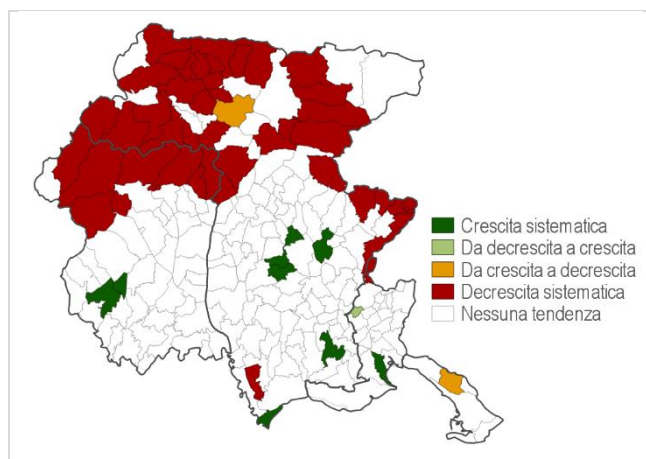 Crescita sistematica
Da decrescita a crescita
Da crescita a decrescita
Decrescita sistematica
Nessuna tendenza